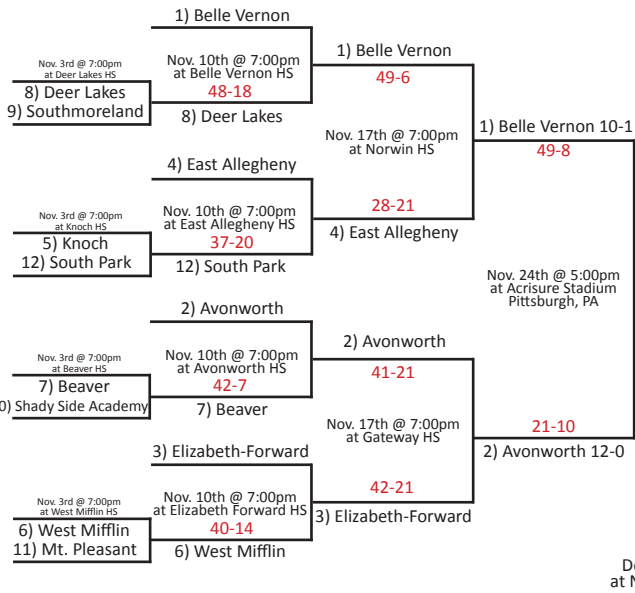 1) Belle Vernon
Nov. 3rd @ 7:00pm
at Deer Lakes HS
8) Deer Lakes
9) Southmoreland
Nov. 10th @ 7:00pm
at Belle Vernon HS
48-18
8) Deer Lakes
1) Belle Vernon
49-6
Nov. 17th @ 7:00pm
at Norwin HS
4) East Allegheny
Nov. 3rd @ 7:00pm
at Knoch HS
5) Knoch
12) South Park
Nov. 10th @ 7:00pm
at East Allegheny HS
37-20
12) South Park
28-21
4) East Allegheny
1) Belle Vernon 10-1
49-8
Nov. 24th @ 5:00pm
at Acrisure Stadium
Pittsburgh, PA
2) Avonworth
Nov. 3rd @ 7:00pm
at Beaver HS
7) Beaver
0) Shady Side Academy
Nov. 10th @ 7:00pm
at Avonworth HS
42-7
7) Beaver
2) Avonworth
41-21
Nov. 17th @ 7:00pm
at Gateway HS
3) Elizabeth-Forward
Nov. 3rd @ 7:00pm
at West Mifflin HS
6) West Mifflin
11) Mt. Pleasant
Nov. 10th @ 7:00pm
at Elizabeth Forward HS
40-14
6) West Mifflin
42-21
3) Elizabeth-Forward
21-10
2) Avonworth 12-0
at N